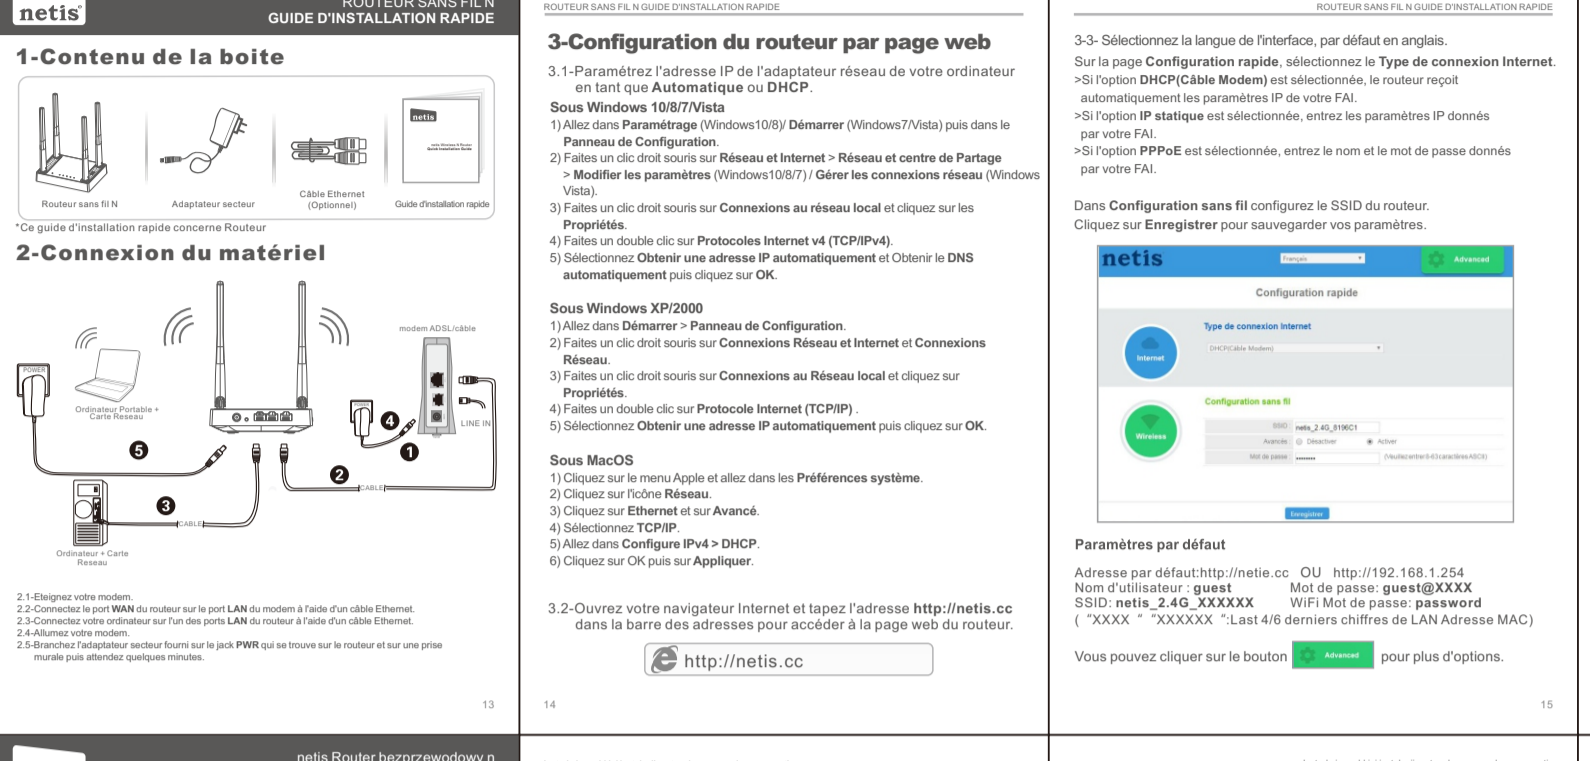 netis
ROUTEUR SANS FIL N
GUIDE D'INSTALLATION RAPIDE
1-Contenu de la boite
netis
netis Wireless N Router
Quick Installation Guide
Routeur sans fil N
Adaptateur secteur
Câble Ethernet
(Optionnel)
Guide d'installation rapide
*Ce guide d'installation rapide concerne Routeur
2-Connexion du matériel
modem ADSL/câble
POWER
Ordinateur Portable +
Carte Reseau
POWER
LINE IN
4
1
5
2
CABLE
3
CABLE
Ordinateur + Carte
Reseau
2.1-Eteignez votre modem.
2.2-Connectez le port WAN du routeur sur le port LAN du modem à l'aide d'un câble Ethernet.
2.3-Connectez votre ordinateur sur l'un des ports LAN du routeur à l'aide d'un câble Ethernet.
2.4-Allumez votre modem.
2.5-Branchez l'adaptateur secteur fourni sur le jack PWR qui se trouve sur le routeur et sur une prise
murale puis attendez quelques minutes.
13
ROUTEUR SANS FIL N GUIDE D'INSTALLATION RAPIDE
3-Configuration du routeur par page web
3.1-Paramétrez l'adresse IP de l'adaptateur réseau de votre ordinateur
en tant que Automatique ou DHCP.
Sous Windows 10/8/7/Vista
1) Allez dans Paramétrage (Windows10/8)/ Démarrer (Windows7/Vista) puis dans le
Panneau de Configuration.
2) Faites un clic droit souris sur Réseau et Internet > Réseau et centre de Partage
> Modifier les paramètres (Windows10/8/7) / Gérer les connexions réseau (Windows
Vista).
3) Faites un clic droit souris sur Connexions au réseau local et cliquez sur les
Propriétés.
4) Faites un double clic sur Protocoles Internet v4 (TCP/IPv4).
5) Sélectionnez Obtenir une adresse IP automatiquement et Obtenir le DNS
automatiquement puis cliquez sur OK.
Sous Windows XP/2000
1) Allez dans Démarrer > Panneau de Configuration.
2) Faites un clic droit souris sur Connexions Réseau et Internet et Connexions
Réseau.
3) Faites un clic droit souris sur Connexions au Réseau local et cliquez sur
Propriétés.
4) Faites un double clic sur Protocole Internet (TCP/IP) .
5) Sélectionnez Obtenir une adresse IP automatiquement puis cliquez sur OK.
Sous MacOS
1) Cliquez sur le menu Apple et allez dans les Préférences système.
2) Cliquez sur l'icône Réseau.
3) Cliquez sur Ethernet et sur Avancé.
4) Sélectionnez TCP/IP.
5) Allez dans Configure IPv4 > DHCP.
6) Cliquez sur OK puis sur Appliquer.
3.2-Ouvrez votre navigateur Internet et tapez l'adresse http://netis.cc
dans la barre des adresses pour accéder à la page web du routeur.
http://netis.cc
14
ROUTEUR SANS FIL N GUIDE D'INSTALLATION RAPIDE
3-3- Sélectionnez la langue de l'interface, par défaut en anglais.
Sur la page Configuration rapide, sélectionnez le Type de connexion Internet.
>Si l'option DHCP(Câble Modem) est sélectionnée, le routeur reçoit
automatiquement les paramètres IP de votre FAI.
>Si l'option IP statique est sélectionnée, entrez les paramètres IP donnés
par votre FAI.
>Si l'option PPPoE est sélectionnée, entrez le nom et le mot de passe donnés
par votre FAI.
Dans Configuration sans fil configurez le SSID du routeur.
Cliquez sur Enregistrer pour sauvegarder vos paramètres.
netis
Français
Advanced
Configuration rapide
Type de connexion Internet
DHCP(Câble Modem)
Internet
Configuration sans fil
SSID netis_2.4G_8196C1
Avancés Désactiver Activer
Mot de passe ••••••••
Wireless
Enregistrer
Paramètres par défaut
Adresse par défaut:http://netie.cc OU http://192.168.1.254
Nom d'utilisateur : guest Mot de passe: guest@XXXX
SSID: netis_2.4G_XXXXXX WiFi Mot de passe: password
( "XXXX " "XXXXXX ":Last 4/6 derniers chiffres de LAN Adresse MAC)
Vous pouvez cliquer sur le bouton Advanced pour plus d'options.
15
netis Router bezprzewodowy n